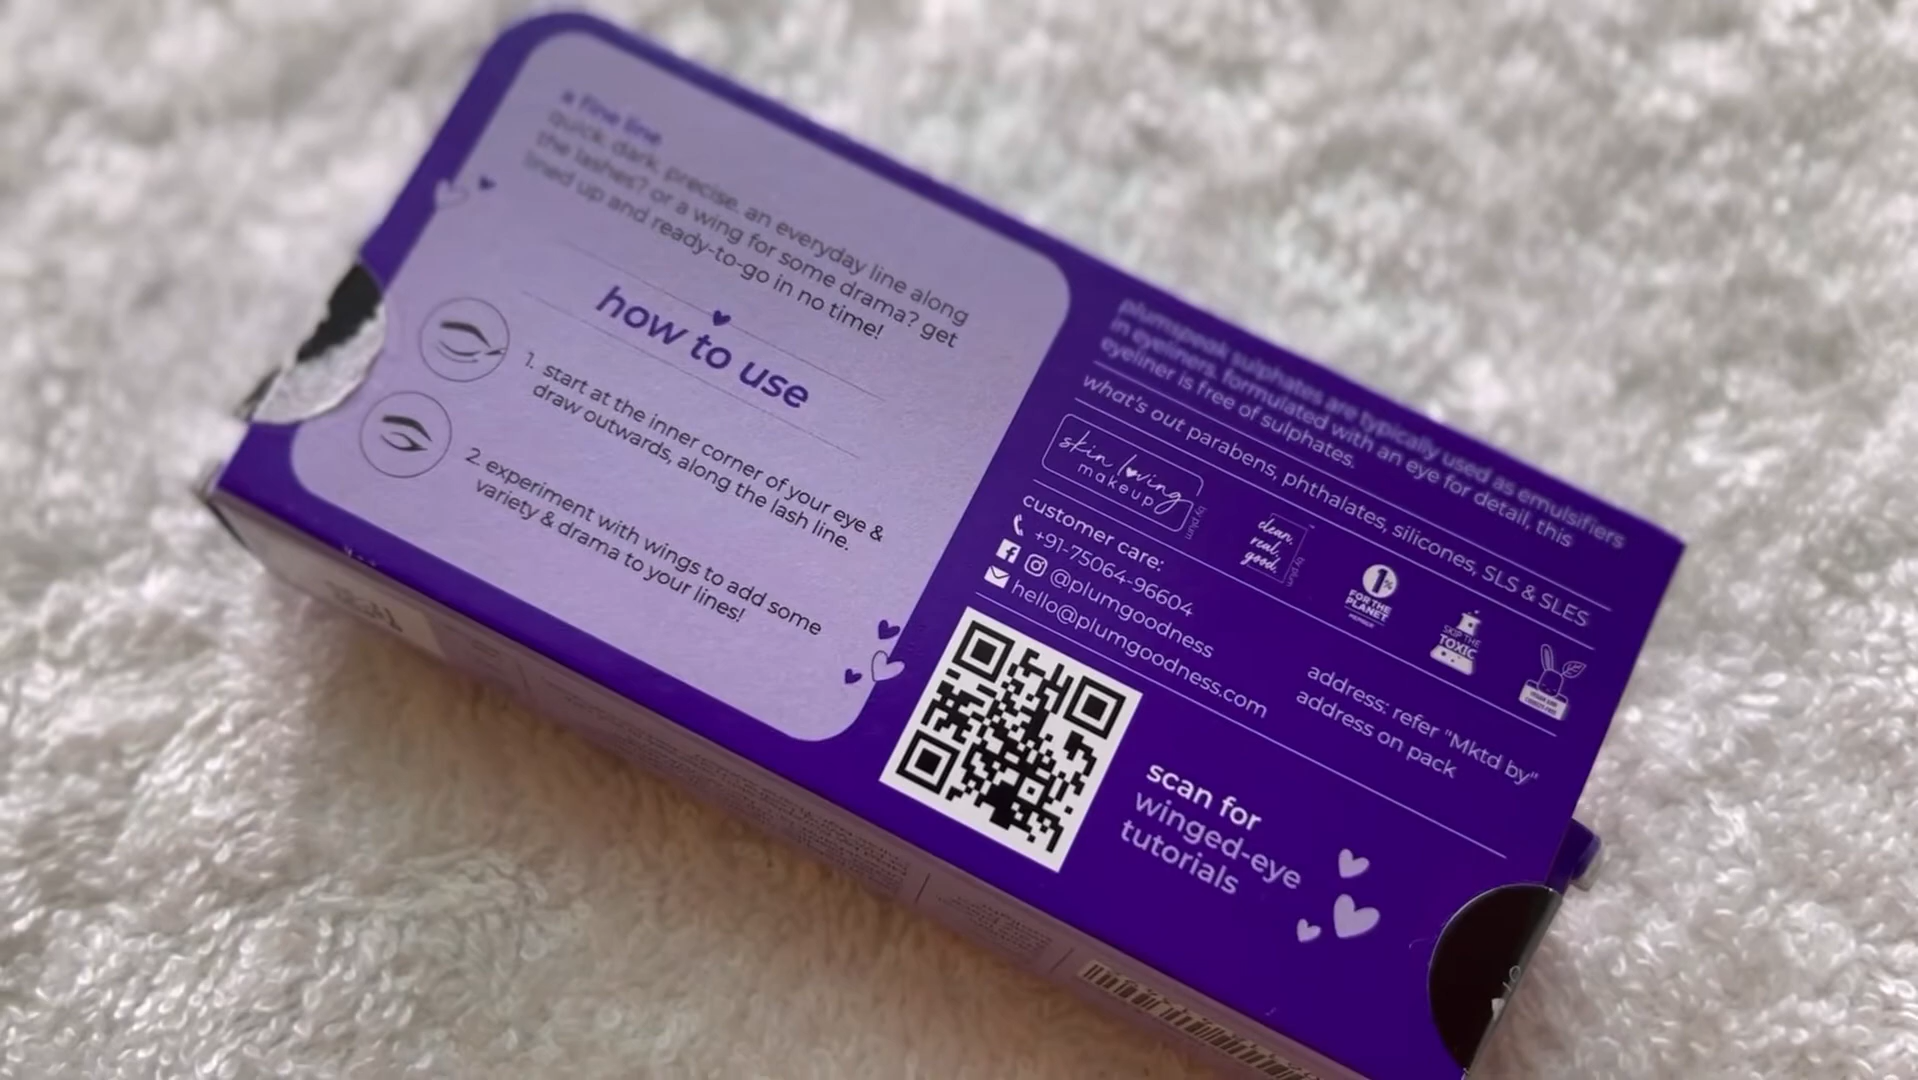 a fine line
quick. dark. precise. an everyday line along
the lashes? or a wing for some drama? get
lined up and ready-to-go in no time!
how to use
1. start at the inner corner of your eye &
draw outwards, along the lash line.
2. experiment with wings to add some
variety & drama to your lines!
plumspeak sulphates are typically used as emulsifiers
in eyeliners. formulated with an eye for detail, this
eyeliner is free of sulphates.
what's out parabens, phthalates, silicones, SLS & SLES
skin loving
makeup
by plum
clean.
real.
good.
by plum
1%
FOR THE
PLANET
MEMBER
SKIP THE
TOXIC
customer care:
+91-75064-96604
@plumgoodness
hello@plumgoodness.com
address: refer "Mktd by"
address on pack
scan for
winged-eye
tutorials